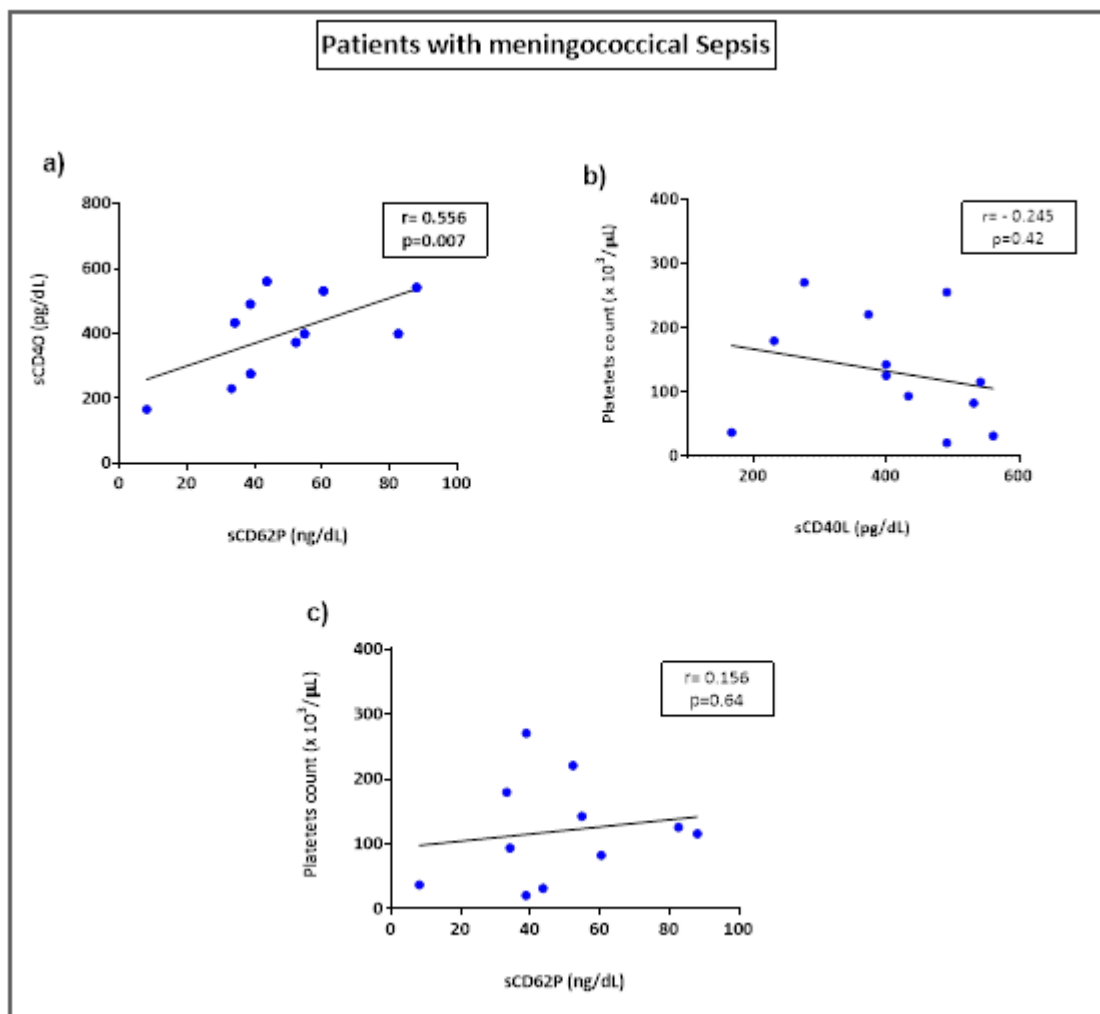 Patients with meningococcical Sepsis
a)
800
600
400
200
0
sCD40 (pg/dL)
r= 0.556
p=0.007
0 20 40 60 80 100
sCD62P (ng/dL)
b)
400
300
200
100
0
Platetets count (x 10³/µL)
r= - 0.245
p=0.42
200 400 600
sCD40L (pg/dL)
c)
400
300
200
100
0
Platetets count (x 10³/µL)
r= 0.156
p=0.64
0 20 40 60 80 100
sCD62P (ng/dL)